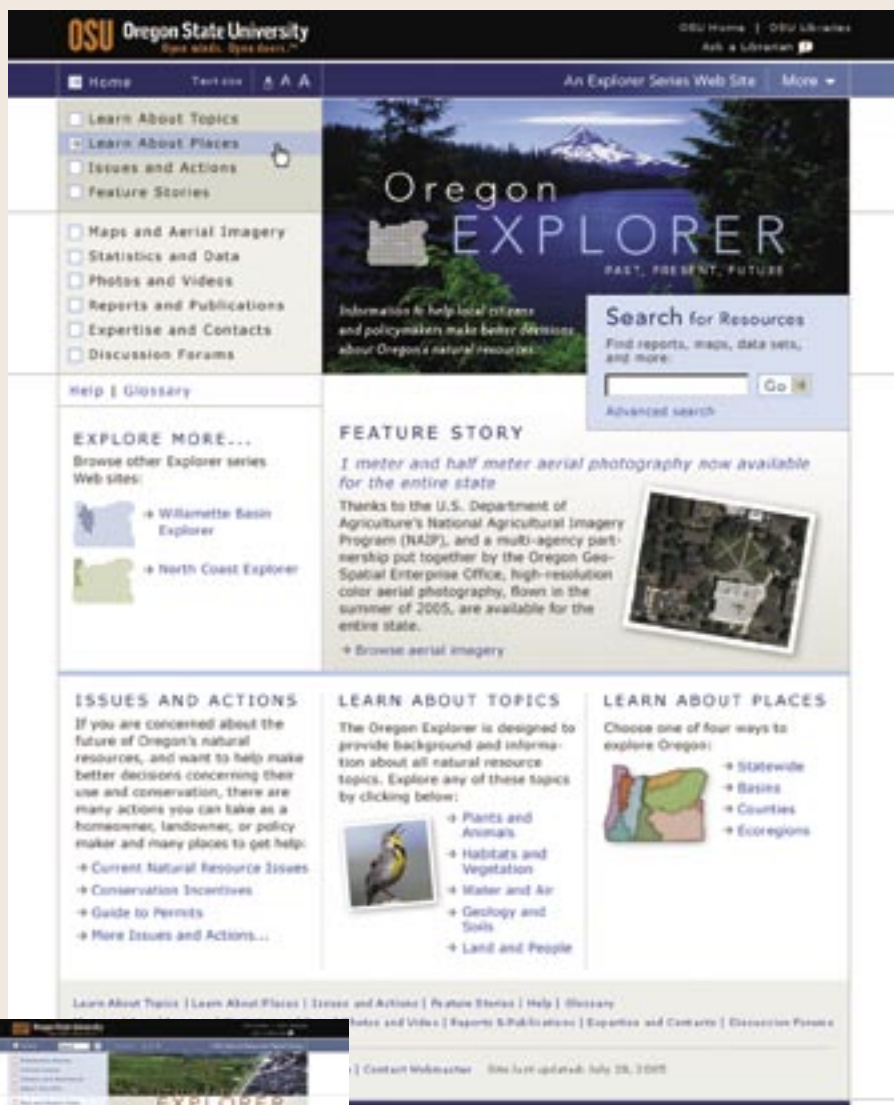 OSU Oregon State University
Open minds. Open doors.™
OSU Home | OSU Libraries
Ask a Librarian
Home
Text size A A A
An Explorer Series Web Site
More
Learn About Topics
Learn About Places
Issues and Actions
Feature Stories
Maps and Aerial Imagery
Statistics and Data
Photos and Videos
Reports and Publications
Expertise and Contacts
Discussion Forums
Help | Glossary
Oregon
EXPLORER
PAST, PRESENT, FUTURE
Information to help local citizens
and policymakers make better decisions
about Oregon's natural resources
Search for Resources
Find reports, maps, data sets,
and more:
Go
Advanced search
EXPLORE MORE...
Browse other Explorer series
Web sites:
Willamette Basin
Explorer
North Coast Explorer
FEATURE STORY
1 meter and half meter aerial photography now available
for the entire state
Thanks to the U.S. Department of
Agriculture's National Agricultural Imagery
Program (NAIP), and a multi-agency part-
nership put together by the Oregon Geo-
Spatial Enterprise Office, high-resolution
color aerial photography, flown in the
summer of 2005, are available for the
entire state.
Browse aerial imagery
ISSUES AND ACTIONS
If you are concerned about the
future of Oregon's natural
resources, and want to help make
better decisions concerning their
use and conservation, there are
many actions you can take as a
homeowner, landowner, or policy
maker and many places to get help:
Current Natural Resource Issues
Conservation Incentives
Guide to Permits
More Issues and Actions...
LEARN ABOUT TOPICS
The Oregon Explorer is designed to
provide background and informa-
tion about all natural resource
topics. Explore any of these topics
by clicking below:
Plants and
Animals
Habitats and
Vegetation
Water and Air
Geology and
Soils
Land and People
LEARN ABOUT PLACES
Choose one of four ways to
explore Oregon:
Statewide
Basins
Counties
Ecoregions
Learn About Topics | Learn About Places | Issues and Actions | Feature Stories | Help | Glossary
Photos and Video | Reports & Publications | Expertise and Contacts | Discussion Forums
| Contact Webmaster Site last updated: July 28, 2005
Oregon State University
EXPLORER